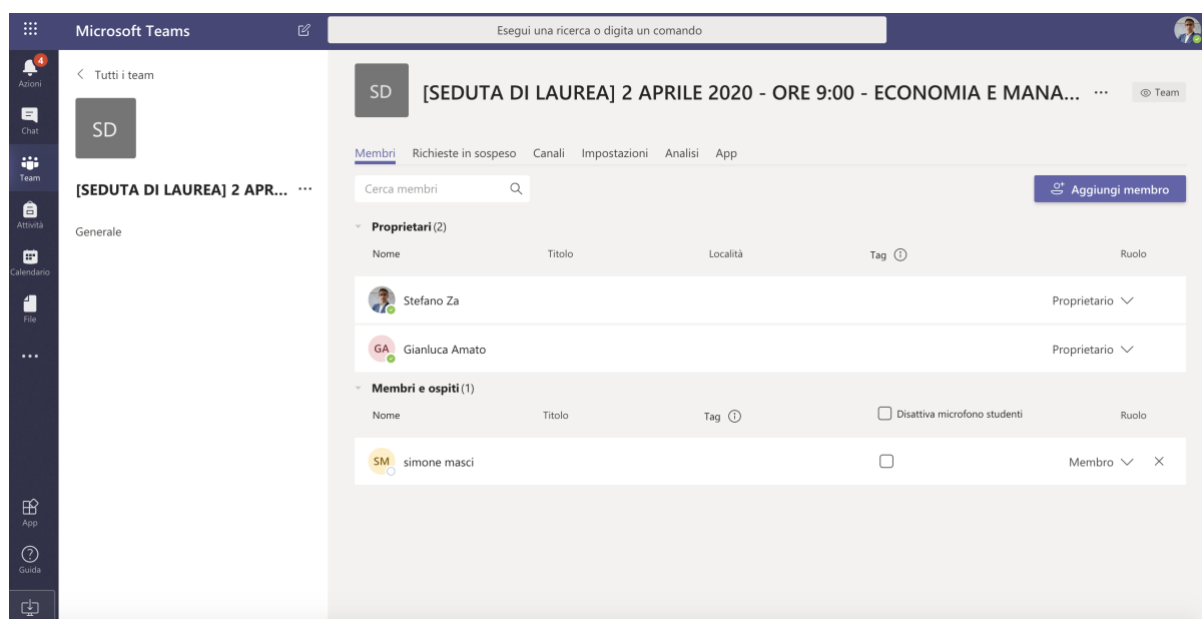 Microsoft Teams
Esegui una ricerca o digita un comando
4
Azioni
Chat
Team
Attività
Calendario
File
App
Guida
Tutti i team
SD
[SEDUTA DI LAUREA] 2 APR... ...
Generale
SD
[SEDUTA DI LAUREA] 2 APRILE 2020 - ORE 9:00 - ECONOMIA E MANA... ...
Team
Membri Richieste in sospeso Canali Impostazioni Analisi App
Cerca membri
Aggiungi membro
Proprietari (2)
Nome Titolo Località Tag Ruolo
Stefano Za Proprietario
GA Gianluca Amato Proprietario
Membri e ospiti (1)
Nome Titolo Tag Disattiva microfono studenti Ruolo
SM simone masci Membro